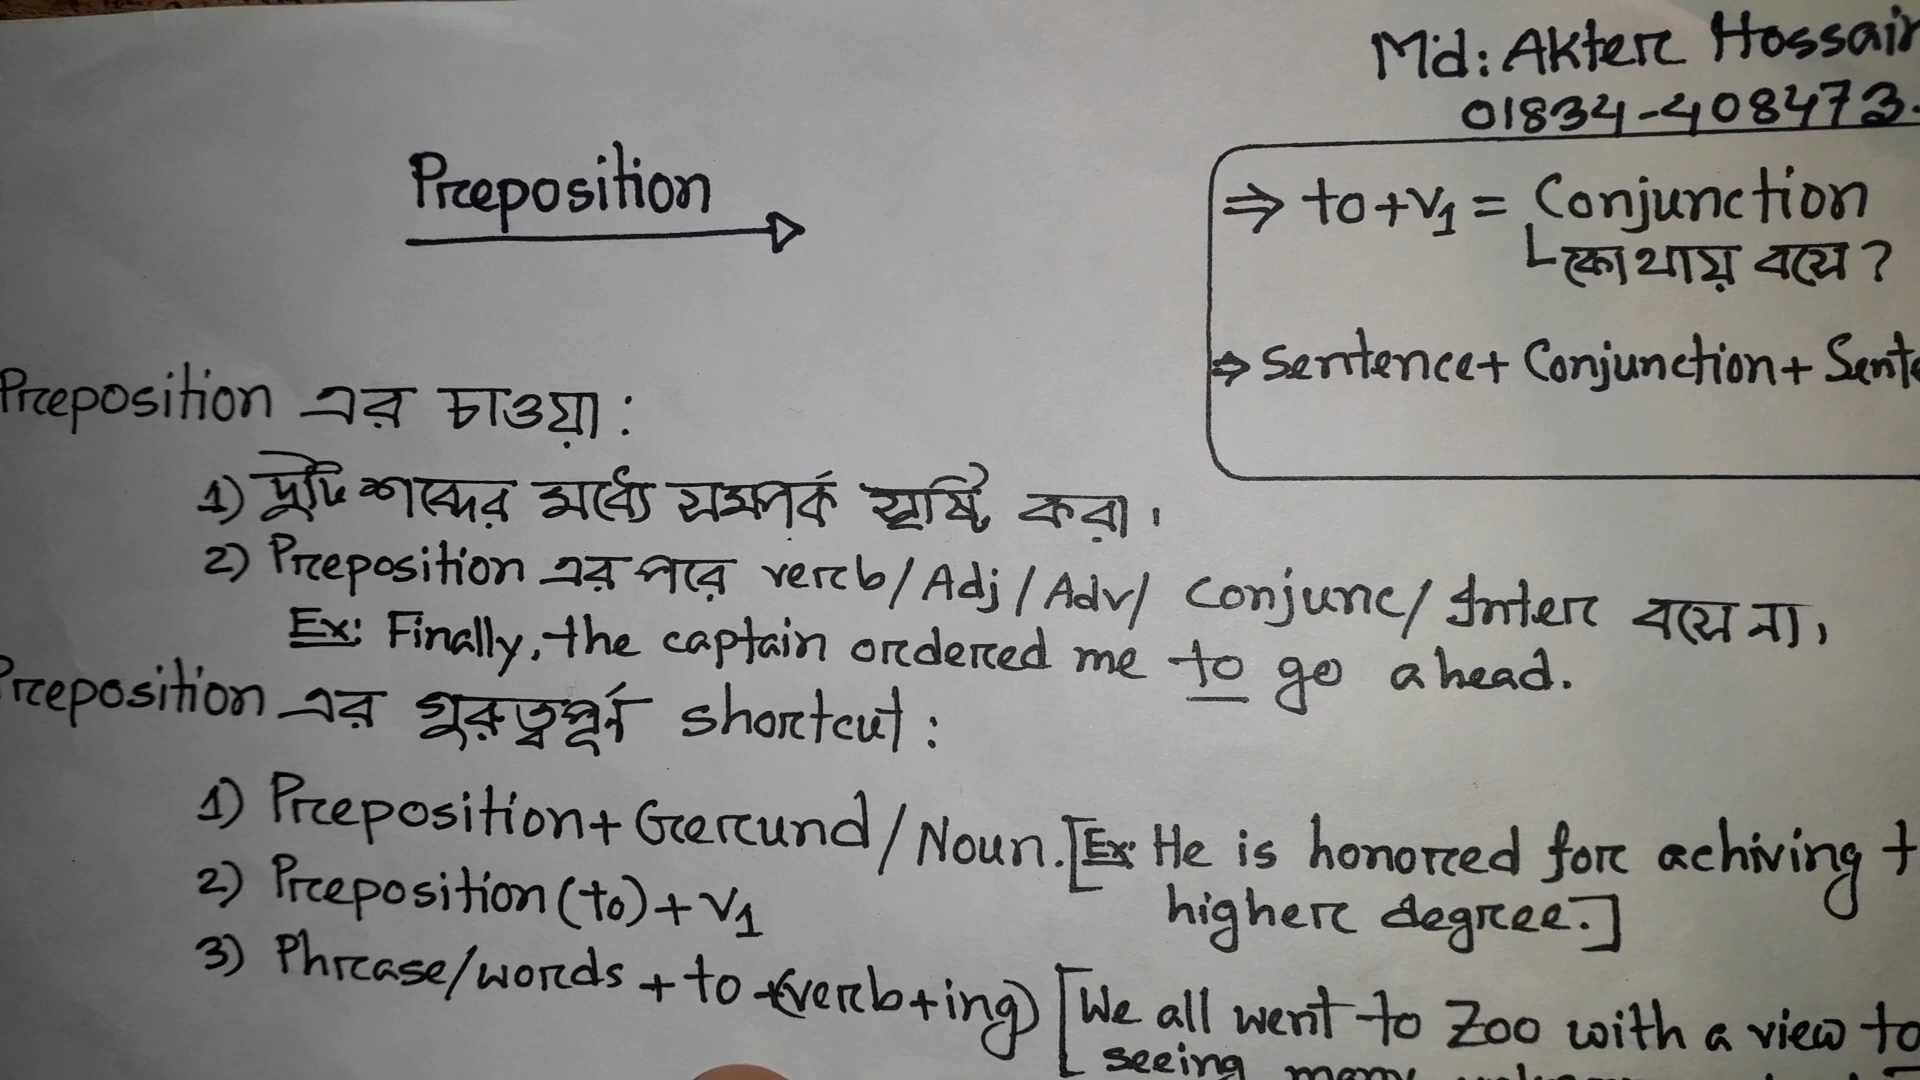 Md: Akter Hossain
01834-408473.
Preposition
⇒ to+V1 = Conjunction
কোথায় বসে?
⇒ Sentence + Conjunction + Sente
Preposition এর চাওয়া:
1) দুটি শব্দের মধ্যে সম্পর্ক সৃষ্টি করা।
2) Preposition এর পরে verb/Adj/Adv/ Conjunc/Inter বসে না।
Ex: Finally, the captain ordered me to go ahead.
Preposition এর গুরুত্বপূর্ন shortcut:
1) Preposition + Gerund/Noun. [Ex: He is honored for achiving t
higher degree.]
2) Preposition (to) + V1
3) Phrase/words + to + (verb+ing) [We all went to Zoo with a view to
seeing many